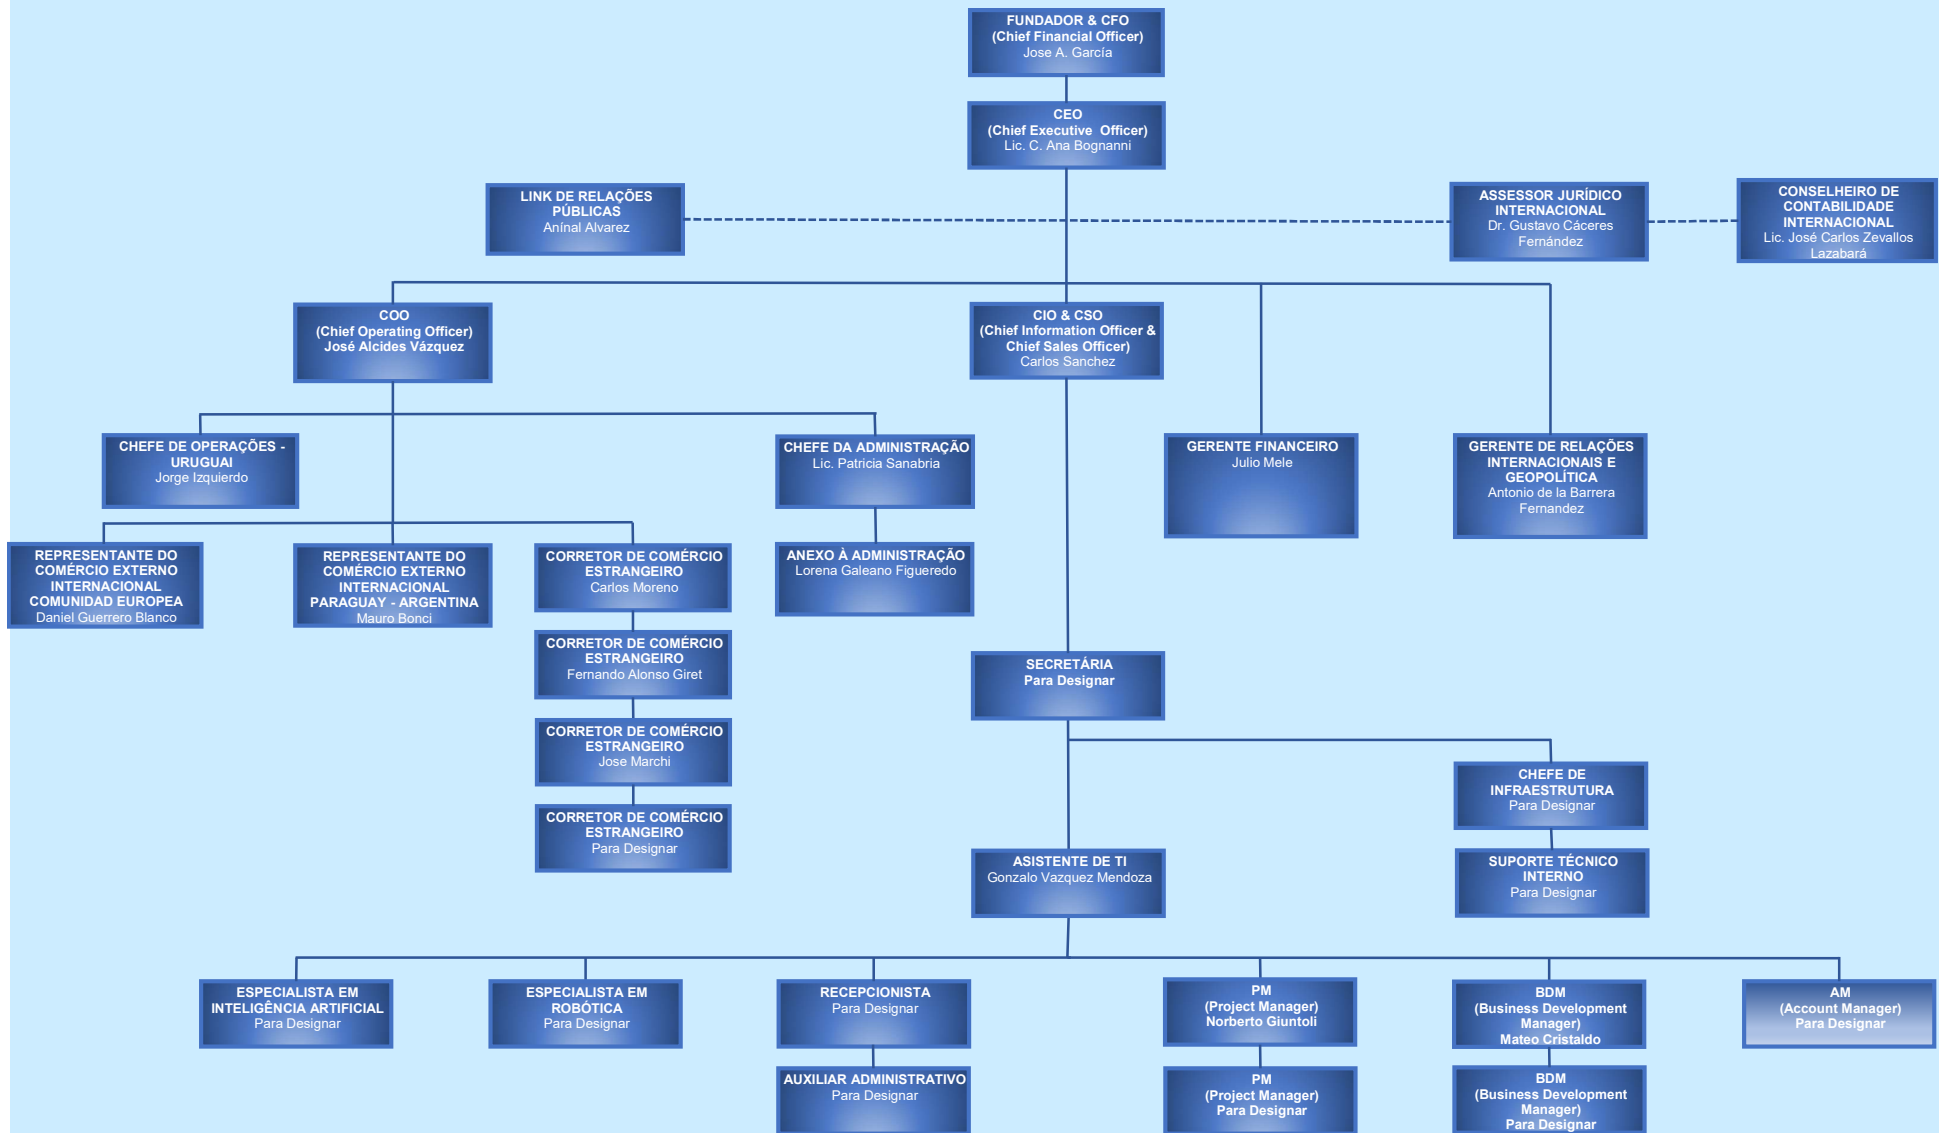 FUNDADOR & CFO
(Chief Financial Officer)
Jose A. García
CEO
(Chief Executive Officer)
Lic. C. Ana Bognanni
LINK DE RELAÇÕES
PÚBLICAS
Anínal Alvarez
ASSESSOR JURÍDICO
INTERNACIONAL
Dr. Gustavo Cáceres
Fernández
CONSELHEIRO DE
CONTABILIDADE
INTERNACIONAL
Lic. José Carlos Zevallos
Lazabará
COO
(Chief Operating Officer)
José Alcides Vázquez
CIO & CSO
(Chief Information Officer &
Chief Sales Officer)
Carlos Sanchez
CHEFE DE OPERAÇÕES -
URUGUAI
Jorge Izquierdo
CHEFE DA ADMINISTRAÇÃO
Lic. Patricia Sanabria
GERENTE FINANCEIRO
Julio Mele
GERENTE DE RELAÇÕES
INTERNACIONAIS E
GEOPOLÍTICA
Antonio de la Barrera
Fernandez
REPRESENTANTE DO
COMÉRCIO EXTERNO
INTERNACIONAL
COMUNIDAD EUROPEA
Daniel Guerrero Blanco
REPRESENTANTE DO
COMÉRCIO EXTERNO
INTERNACIONAL
PARAGUAY - ARGENTINA
Mauro Bonci
CORRETOR DE COMÉRCIO
ESTRANGEIRO
Carlos Moreno
ANEXO À ADMINISTRAÇÃO
Lorena Galeano Figueredo
CORRETOR DE COMÉRCIO
ESTRANGEIRO
Fernando Alonso Giret
CORRETOR DE COMÉRCIO
ESTRANGEIRO
Jose Marchi
CORRETOR DE COMÉRCIO
ESTRANGEIRO
Para Designar
SECRETÁRIA
Para Designar
CHEFE DE
INFRAESTRUTURA
Para Designar
ASISTENTE DE TI
Gonzalo Vazquez Mendoza
SUPORTE TÉCNICO
INTERNO
Para Designar
ESPECIALISTA EM
INTELIGÊNCIA ARTIFICIAL
Para Designar
ESPECIALISTA EM
ROBÓTICA
Para Designar
RECEPCIONISTA
Para Designar
PM
(Project Manager)
Norberto Giuntoli
BDM
(Business Development
Manager)
Mateo Cristaldo
AM
(Account Manager)
Para Designar
AUXILIAR ADMINISTRATIVO
Para Designar
PM
(Project Manager)
Para Designar
BDM
(Business Development
Manager)
Para Designar